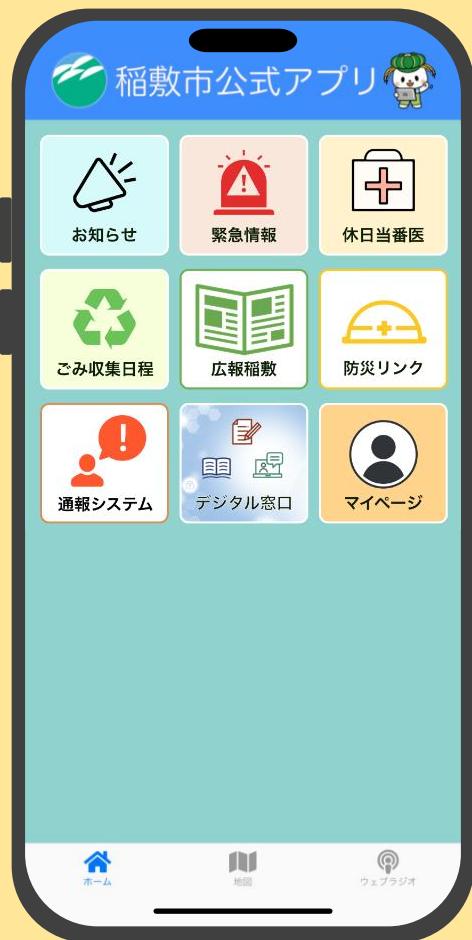 稲敷市公式アプリ
お知らせ
緊急情報
休日当番医
ごみ収集日程
広報稲敷
防災リンク
通報システム
デジタル窓口
マイページ
ホーム
地図
ウェブラジオ